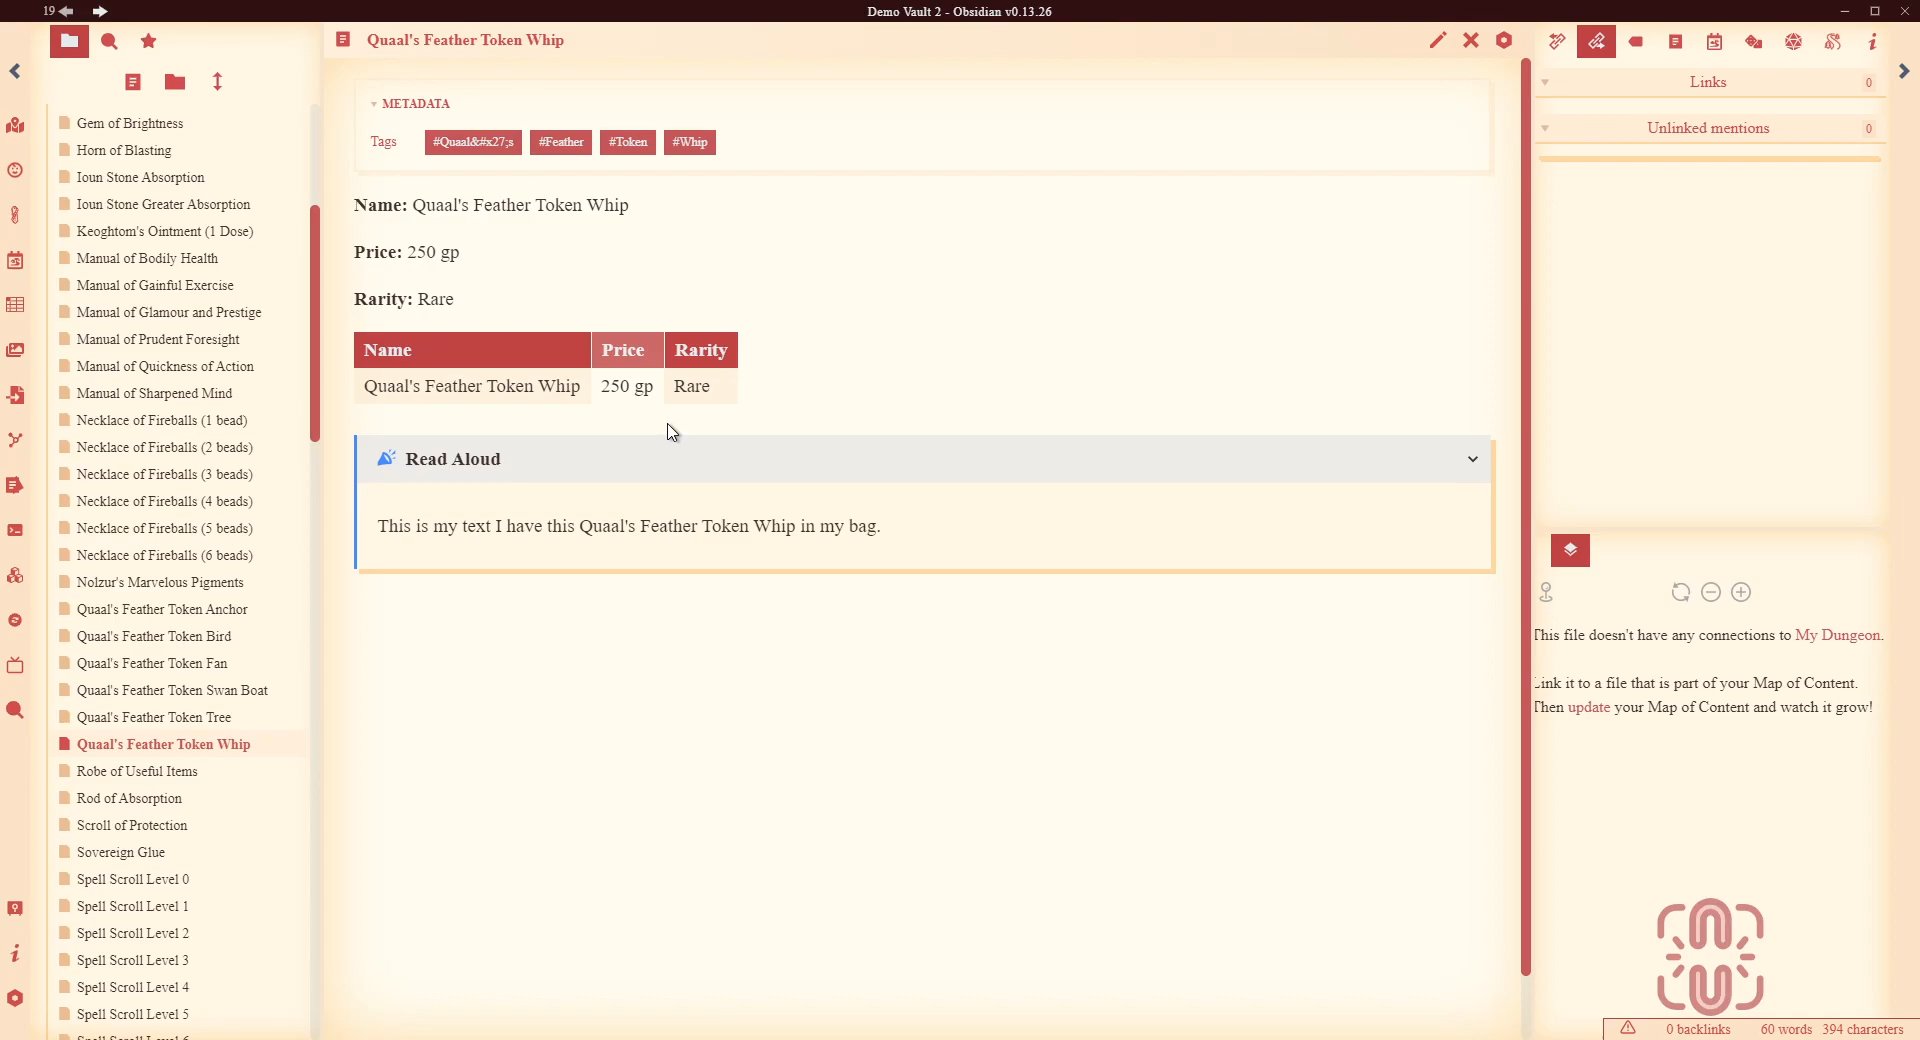 19
Demo Vault 2 - Obsidian v0.13.26
Quaal's Feather Token Whip
Gem of Brightness
Horn of Blasting
Ioun Stone Absorption
Ioun Stone Greater Absorption
Keoghtom's Ointment (1 Dose)
Manual of Bodily Health
Manual of Gainful Exercise
Manual of Glamour and Prestige
Manual of Prudent Foresight
Manual of Quickness of Action
Manual of Sharpened Mind
Necklace of Fireballs (1 bead)
Necklace of Fireballs (2 beads)
Necklace of Fireballs (3 beads)
Necklace of Fireballs (4 beads)
Necklace of Fireballs (5 beads)
Necklace of Fireballs (6 beads)
Nolzur's Marvelous Pigments
Quaal's Feather Token Anchor
Quaal's Feather Token Bird
Quaal's Feather Token Fan
Quaal's Feather Token Swan Boat
Quaal's Feather Token Tree
Quaal's Feather Token Whip
Robe of Useful Items
Rod of Absorption
Scroll of Protection
Sovereign Glue
Spell Scroll Level 0
Spell Scroll Level 1
Spell Scroll Level 2
Spell Scroll Level 3
Spell Scroll Level 4
Spell Scroll Level 5
METADATA
Tags #Quaal&#x27;s #Feather #Token #Whip
Name: Quaal's Feather Token Whip
Price: 250 gp
Rarity: Rare
Name Price Rarity
Quaal's Feather Token Whip 250 gp Rare
Read Aloud
This is my text I have this Quaal's Feather Token Whip in my bag.
Links 0
Unlinked mentions 0
This file doesn't have any connections to My Dungeon.
Link it to a file that is part of your Map of Content.
Then update your Map of Content and watch it grow!
0 backlinks 60 words 394 characters